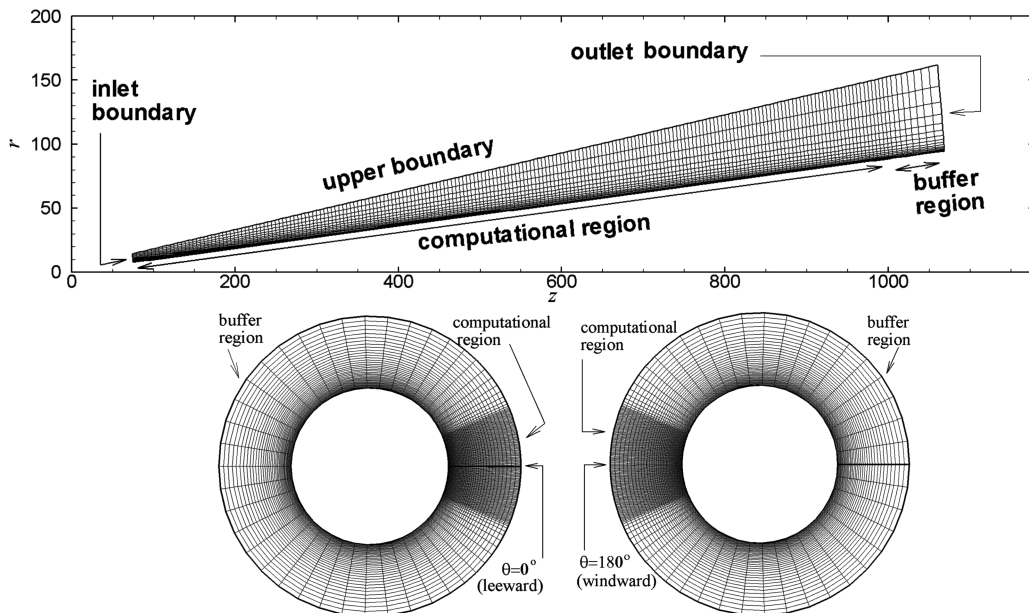 200
150
100
50
0
r
0
200
400
600
800
1000
z
inlet
boundary
upper boundary
outlet boundary
computational region
buffer
region
buffer
region
computational
region
computational
region
buffer
region
θ=0°
(leeward)
θ=180°
(windward)